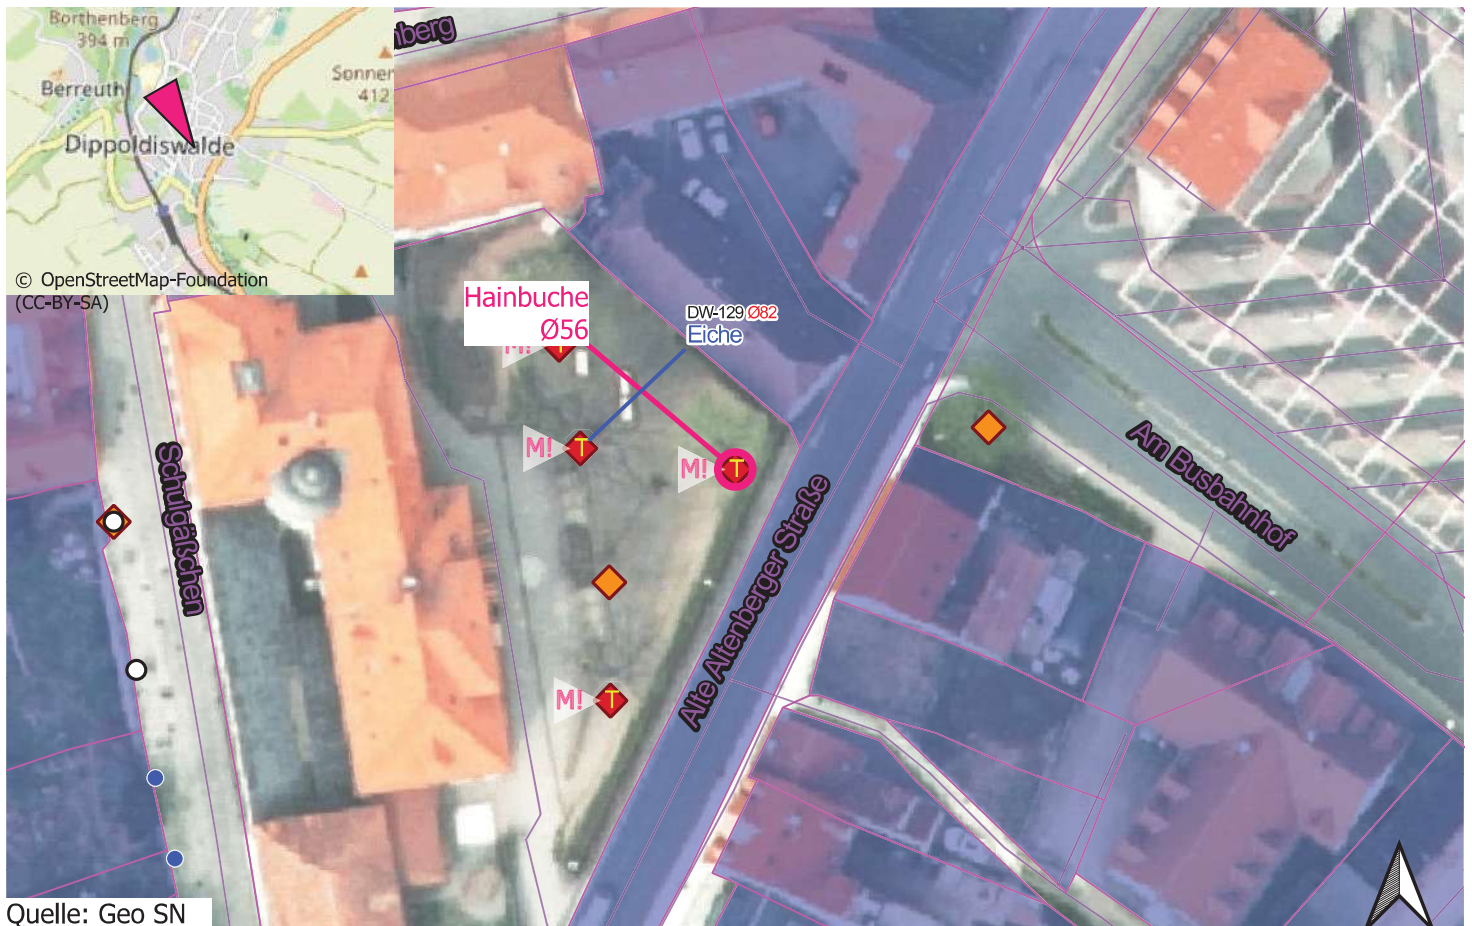 Borthenberg
394 m
Berreuth
Sonnen
412
Dippoldiswalde
© OpenStreetMap-Foundation
(CC-BY-SA)
nberg
Hainbuche
Ø56
DW-129 Ø82
Eiche
M!
T
M! T
M! T
M! T
Schulgäßchen
Alte Altenberger Straße
Am Busbahnhof
Quelle: Geo SN